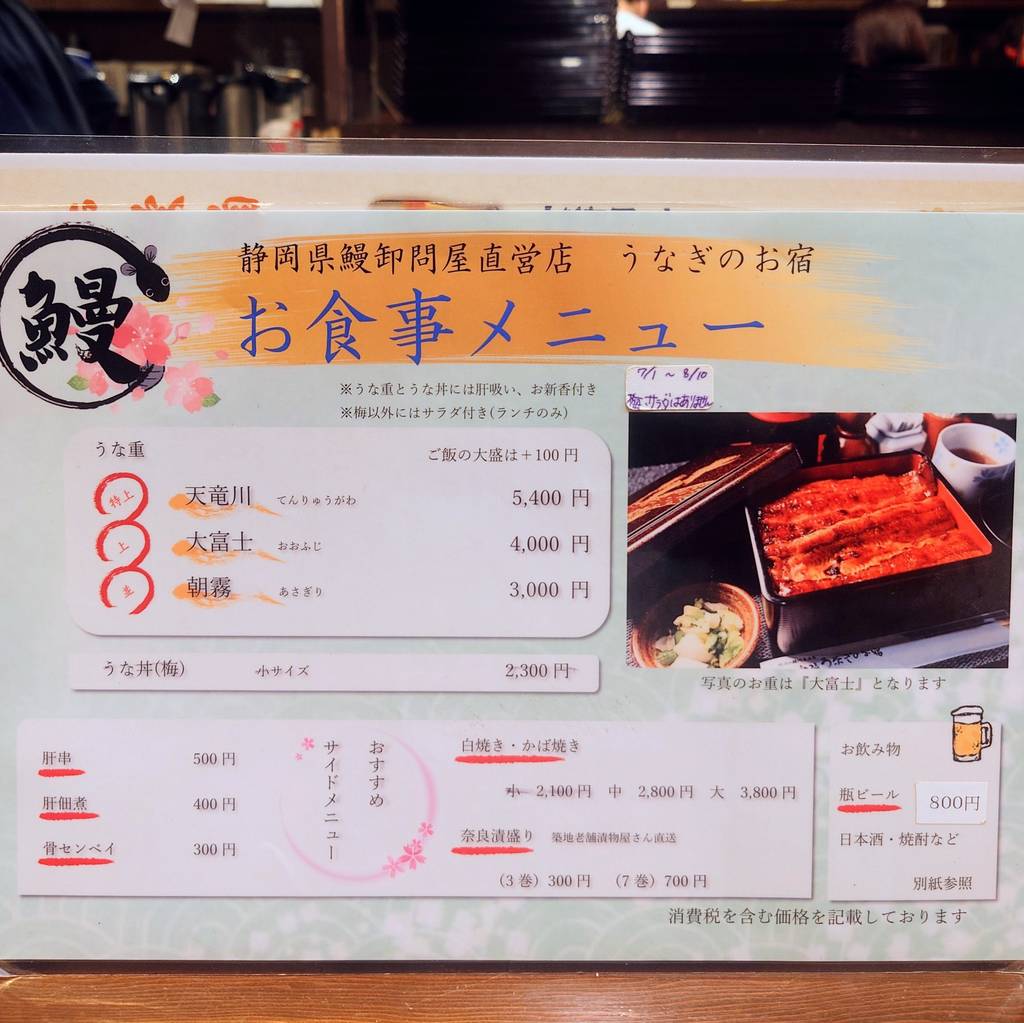 鰻
静岡県鰻卸問屋直営店 うなぎのお宿
お食事メニュー
※うな重とうな丼には肝吸い、お新香付き
※梅以外にはサラダ付き(ランチのみ)
7/1 〜 8/10
梅 サラダはありません
うな重 ご飯の大盛は＋100 円
特上 天竜川 てんりゅうがわ 5,400 円
上 大富士 おおふじ 4,000 円
並 朝霧 あさぎり 3,000 円
うな丼(梅) 小サイズ 2,300 円
写真のお重は『大富士』となります
肝串 500 円
肝佃煮 400 円
骨センベイ 300 円
おすすめ
サイドメニュー
白焼き・かば焼き
小 2,100 円 中 2,800 円 大 3,800 円
奈良漬盛り 築地老舗漬物屋さん直送
(3 巻) 300 円 (7 巻) 700 円
お飲み物
瓶ビール 800円
日本酒・焼酎など
別紙参照
消費税を含む価格を記載しております